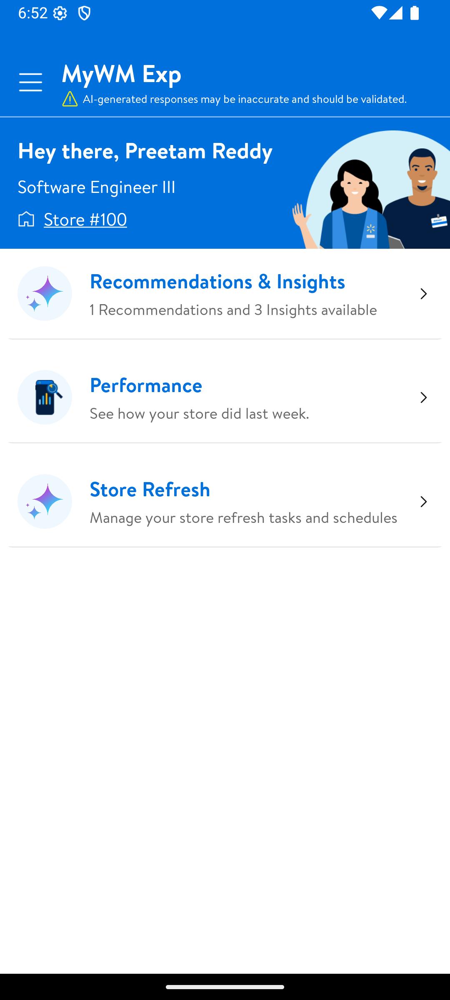 6:52
MyWM Exp
AI-generated responses may be inaccurate and should be validated.
Hey there, Preetam Reddy
Software Engineer III
Store #100
Recommendations & Insights
1 Recommendations and 3 Insights available
Performance
See how your store did last week.
Store Refresh
Manage your store refresh tasks and schedules